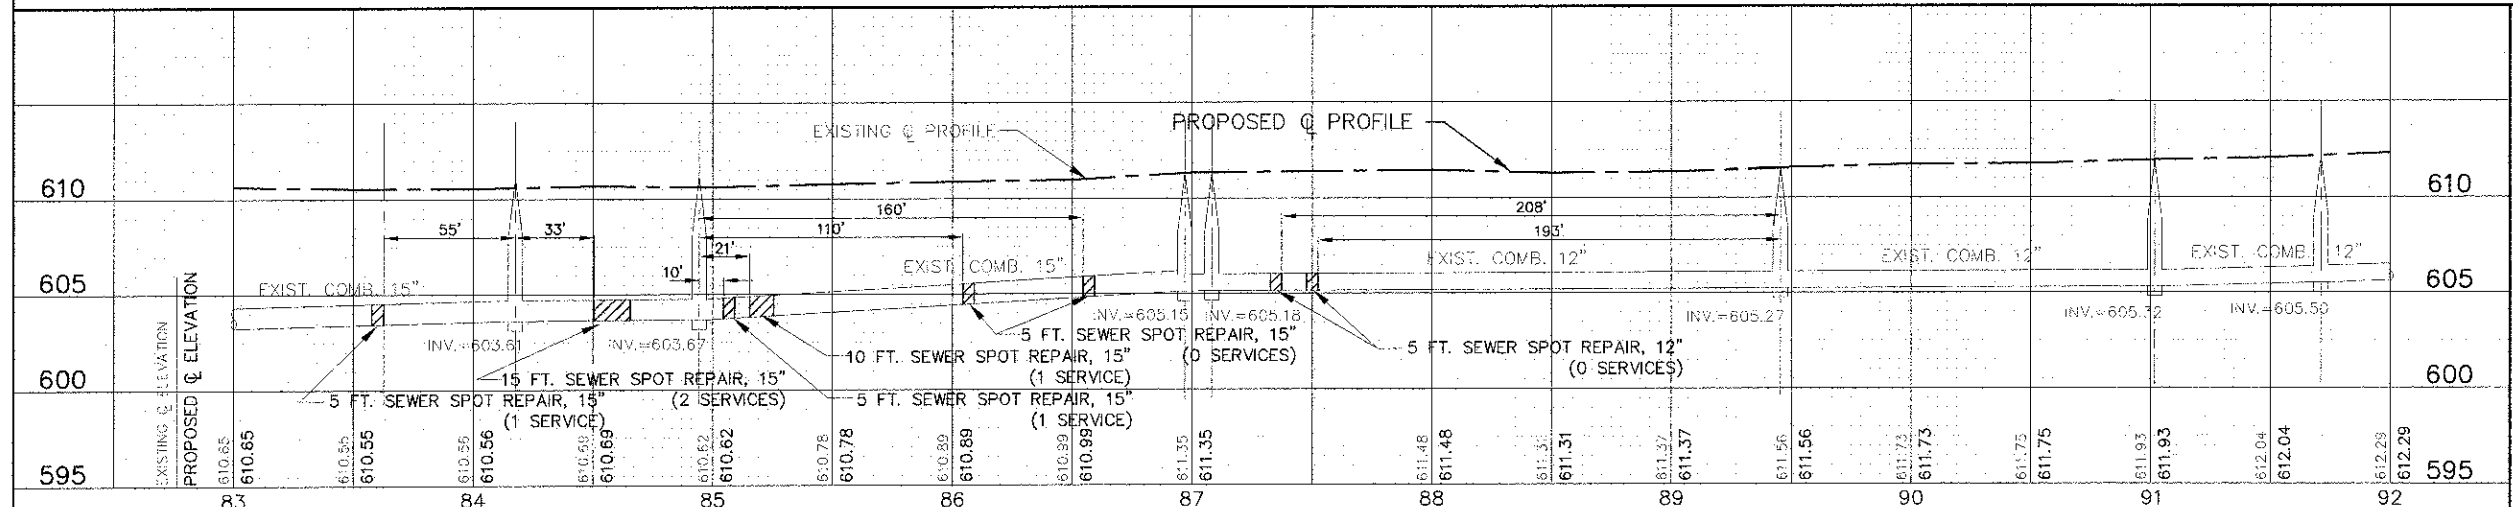 EXISTING ℄ PROFILE
PROPOSED ℄ PROFILE
610
610
160'
208'
55'
33'
110'
193'
21'
10'
EXIST. COMB. 15"
EXIST. COMB. 12"
EXIST. COMB. 12"
EXIST. COMB. 12"
605
EXIST. COMB. 15"
605
INV.=603.61
INV.=603.67
INV.=605.15
INV.=605.18
INV.=605.27
INV.=605.32
INV.=605.50
5 FT. SEWER SPOT REPAIR, 15"
(0 SERVICES)
5 FT. SEWER SPOT REPAIR, 12"
(0 SERVICES)
10 FT. SEWER SPOT REPAIR, 15"
(1 SERVICE)
15 FT. SEWER SPOT REPAIR, 15"
(2 SERVICES)
5 FT. SEWER SPOT REPAIR, 15"
(1 SERVICE)
5 FT. SEWER SPOT REPAIR, 15"
(1 SERVICE)
600
600
EXISTING ℄ ELEVATION
PROPOSED ℄ ELEVATION
610.65
610.65
610.55
610.55
610.56
610.56
610.69
610.69
610.62
610.62
610.78
610.78
610.89
610.89
610.99
610.99
611.35
611.35
611.48
611.48
611.31
611.31
611.37
611.37
611.56
611.56
611.73
611.73
611.75
611.75
611.93
611.93
612.04
612.04
612.29
612.29
595
595
83
84
85
86
87
88
89
90
91
92